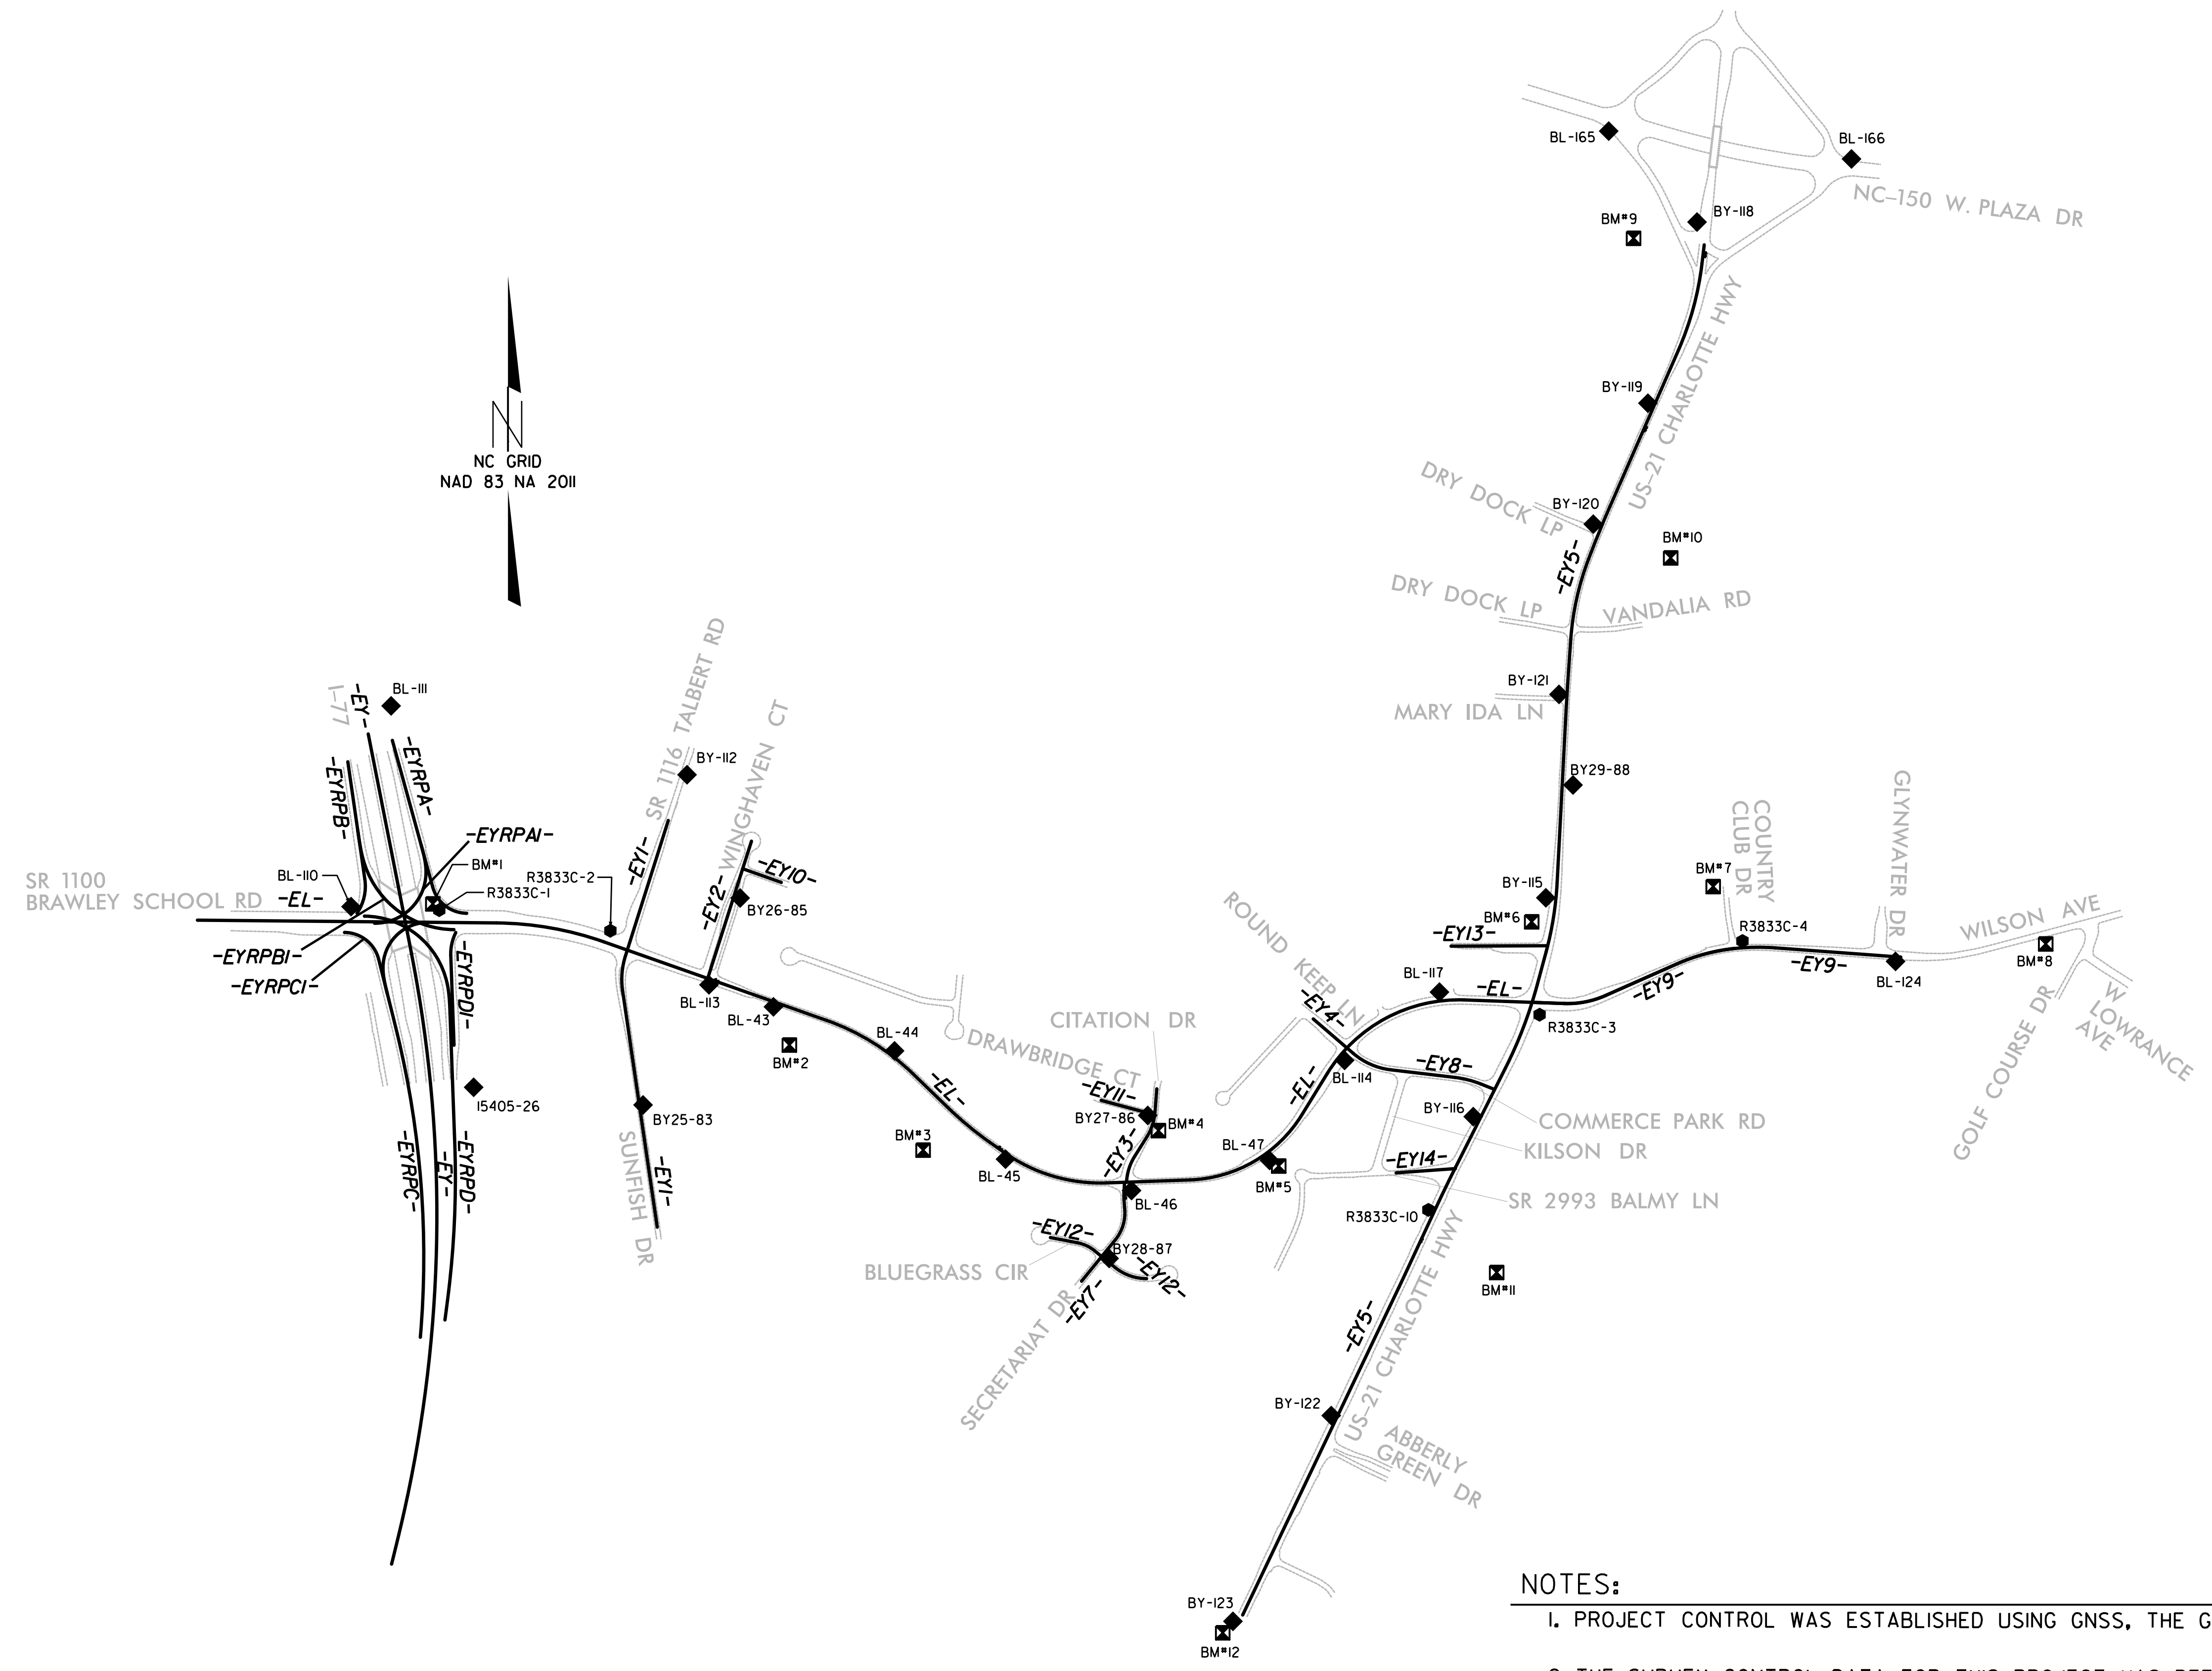 BL-165
BL-166
NC-150 W. PLAZA DR
BM#9
BY-118
US-21 CHARLOTTE HWY
BY-119
NC GRID
NAD 83 NA 2011
DRY DOCK LP
BY-120
BM#10
-EY5-
DRY DOCK LP
VANDALIA RD
BY-121
MARY IDA LN
BY29-88
I-77
-EY-
BL-111
-EYRPA-
-EYRPB-
SR 1116 TALBERT RD
BY-112
WINGHAVEN CT
-EYRPA1-
BM#1
BL-110
R3833C-1
R3833C-2
-EY1-
-EY10-
-EY2-
BY26-85
SR 1100
BRAWLEY SCHOOL RD
-EL-
-EYRPB1-
-EYRPC1-
-EYRPD1-
BL-113
BL-43
BM#2
BL-44
15405-26
BY25-83
-EYRPC-
-EY-
-EYRPD-
SUNFISH DR
-EY1-
-EL-
BM#3
BL-45
DRAWBRIDGE CT
CITATION DR
-EY11-
BY27-86
BM#4
-EY3-
BL-46
BL-47
BM#5
-EY12-
BY28-87
-EY12-
BLUEGRASS CIR
SECRETARIAT DR
-EY7-
ROUND KEEP LN
-EY4-
-EL-
BL-114
BL-117
-EL-
BY-115
BM#6
-EY13-
R3833C-3
-EY8-
BY-116
COMMERCE PARK RD
KILSON DR
-EY14-
SR 2993 BALMY LN
R3833C-10
BM#11
-EY5-
US-21 CHARLOTTE HWY
BY-122
ABBERLY
GREEN DR
BY-123
BM#12
BM#7
COUNTRY
CLUB DR
R3833C-4
-EY9-
-EY9-
GLYNWATER DR
BL-124
WILSON AVE
BM#8
GOLF COURSE DR
W
LOWRANCE
AVE
NOTES:
1. PROJECT CONTROL WAS ESTABLISHED USING GNSS, THE G